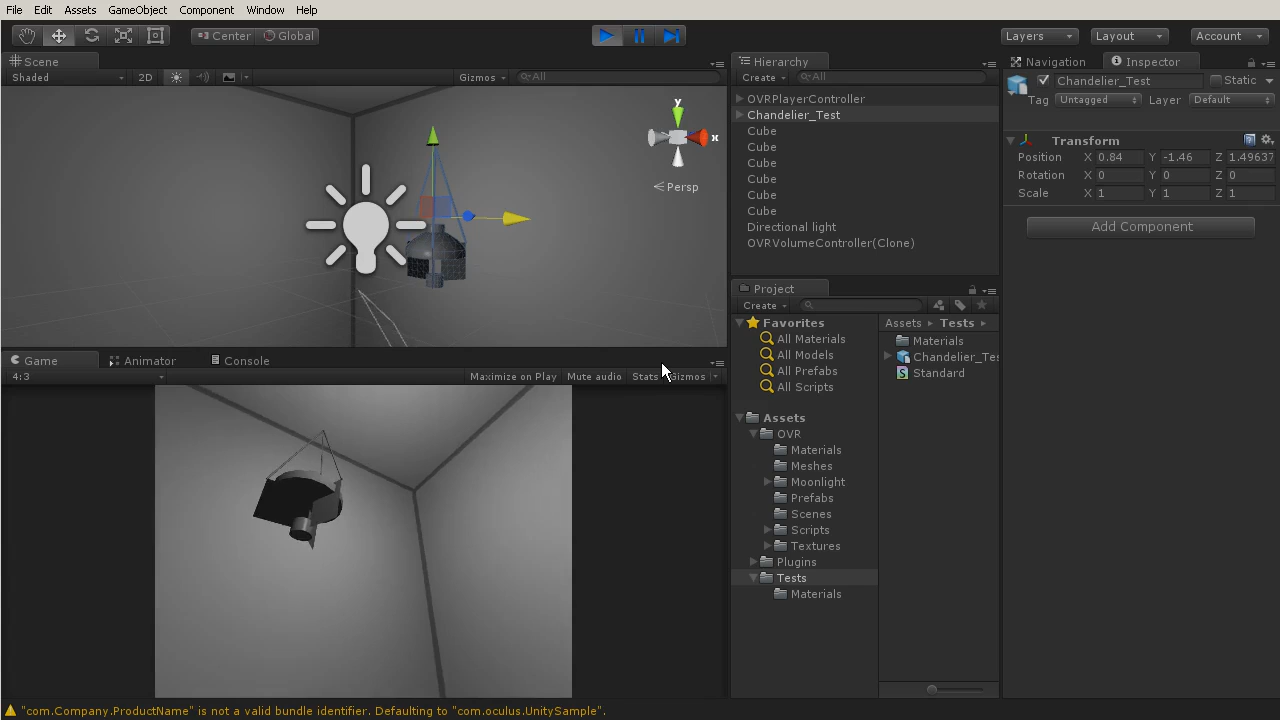 File Edit Assets GameObject Component Window Help
Center Global Layers Layout Account
Scene
Shaded 2D Gizmos All
y
x
Persp
Game Animator Console
4:3 Maximize on Play Mute audio Stats Gizmos
Hierarchy
Create All
OVRPlayerController
Chandelier_Test
Cube
Cube
Cube
Cube
Cube
Cube
Directional light
OVRVolumeController(Clone)
Project
Create
Favorites
All Materials
All Models
All Prefabs
All Scripts
Assets
OVR
Materials
Meshes
Moonlight
Prefabs
Scenes
Scripts
Textures
Plugins
Tests
Materials
Assets Tests
Materials
Chandelier_Tes
Standard
Navigation Inspector
Chandelier_Test Static
Tag Untagged Layer Default
Transform
Position X 0.84 Y -1.46 Z 1.49637
Rotation X 0 Y 0 Z 0
Scale X 1 Y 1 Z 1
Add Component
"com.Company.ProductName" is not a valid bundle identifier. Defaulting to "com.oculus.UnitySample".